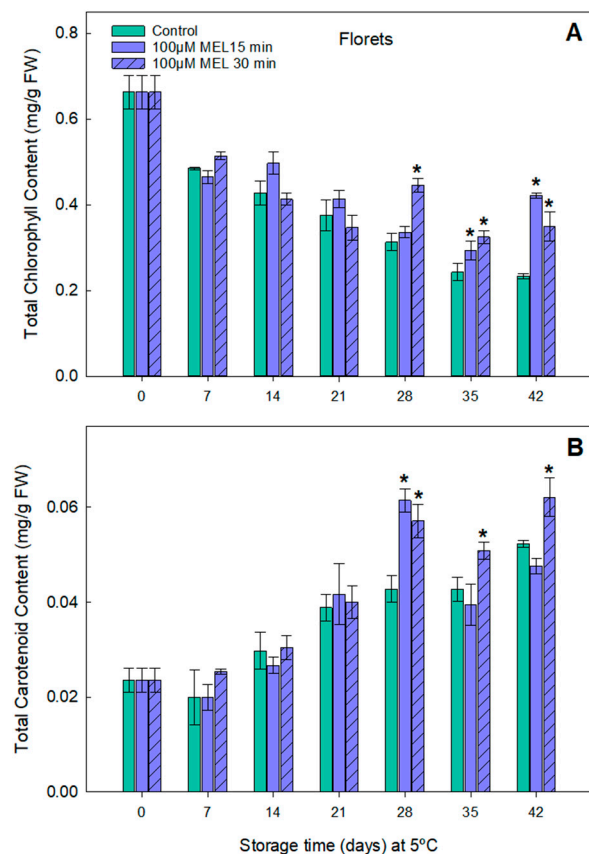 Florets
A
Control
100µM MEL15 min
100µM MEL 30 min
Total Chlorophyll Content (mg/g FW)
0.8
0.6
0.4
0.2
0.0
* * * * *
0 7 14 21 28 35 42
B
Total Carotenoid Content (mg/g FW)
0.06
0.04
0.02
0.00
* * * *
0 7 14 21 28 35 42
Storage time (days) at 5ºC